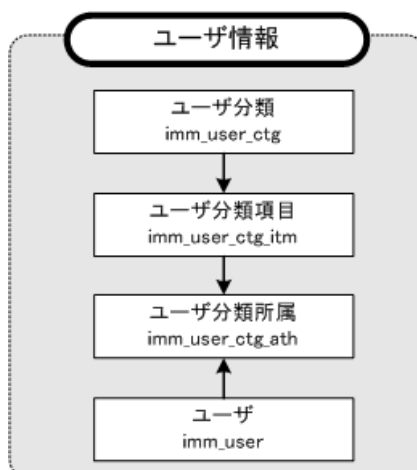 ユーザ情報
ユーザ分類
imm_user_ctg
ユーザ分類項目
imm_user_ctg_itm
ユーザ分類所属
imm_user_ctg_ath
ユーザ
imm_user